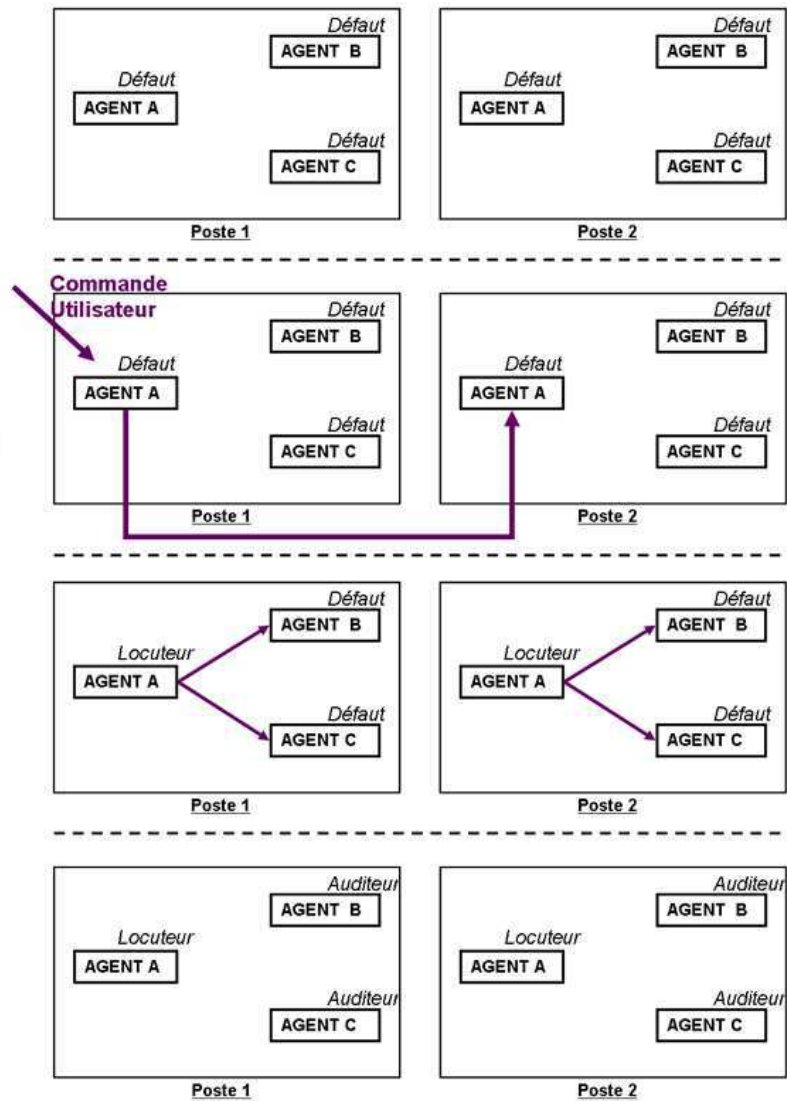 Défaut
AGENT B
Défaut
AGENT A
Défaut
AGENT C
Poste 1
Défaut
AGENT B
Défaut
AGENT A
Défaut
AGENT C
Poste 2
Commande
Utilisateur
Défaut
AGENT B
Défaut
AGENT A
Défaut
AGENT C
Poste 1
Défaut
AGENT B
Défaut
AGENT A
Défaut
AGENT C
Poste 2
Défaut
AGENT B
Locuteur
AGENT A
Défaut
AGENT C
Poste 1
Défaut
AGENT B
Locuteur
AGENT A
Défaut
AGENT C
Poste 2
Auditeur
AGENT B
Locuteur
AGENT A
Auditeur
AGENT C
Poste 1
Auditeur
AGENT B
Locuteur
AGENT A
Auditeur
AGENT C
Poste 2